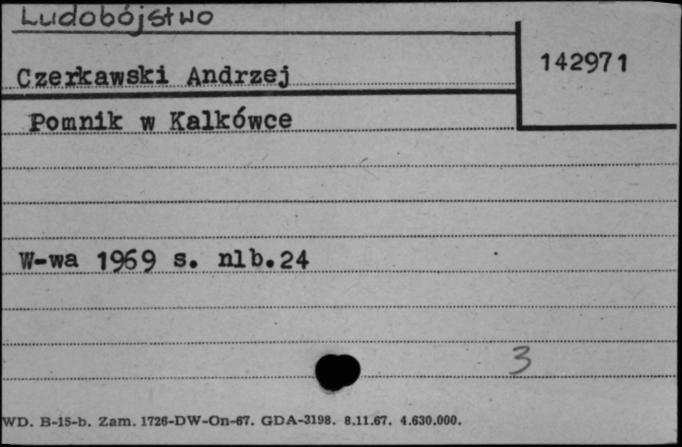 Ludobójstwo
142971
Czerkawski Andrzej
Pomnik w Kalkówce
W-wa 1969 s. nlb.24
3
WD. B-15-b. Zam. 1726-DW-On-67. GDA-3198. 8.11.67. 4.630.000.